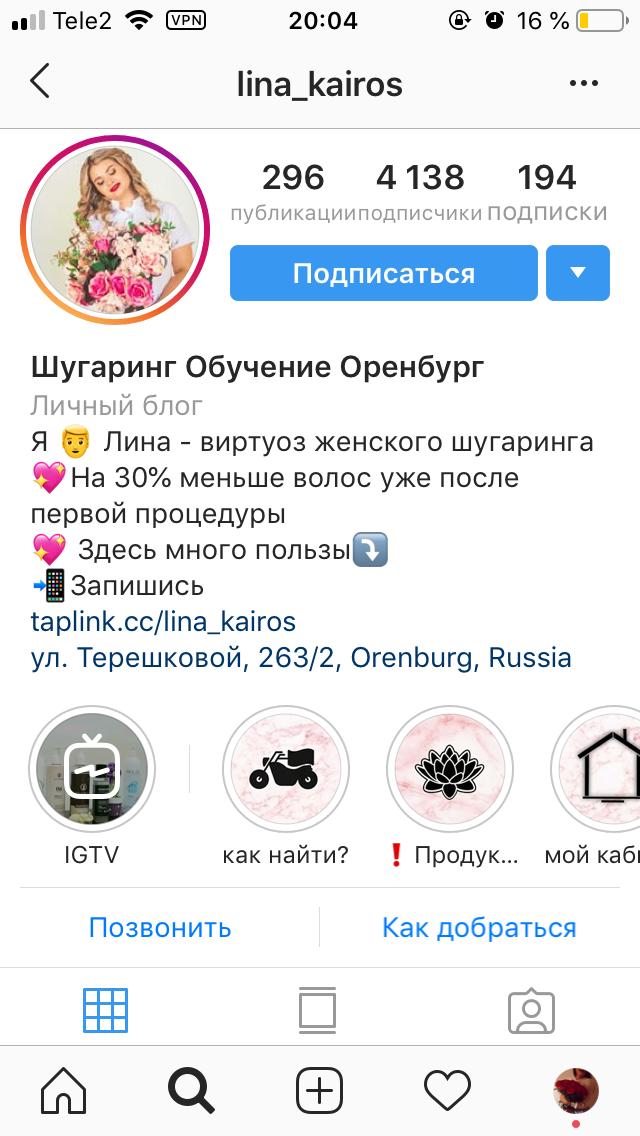 Tele2 VPN 20:04 16 %
lina_kairos
296 4 138 194
публикации подписчики подписки
Подписаться
Шугаринг Обучение Оренбург
Личный блог
Я 👨 Лина - виртуоз женского шугаринга
💖На 30% меньше волос уже после
первой процедуры
💖 Здесь много пользы⤵️
📲Запишись
taplink.cc/lina_kairos
ул. Терешковой, 263/2, Orenburg, Russia
IGTV как найти? ❗ Продук... мой каби
Позвонить Как добраться